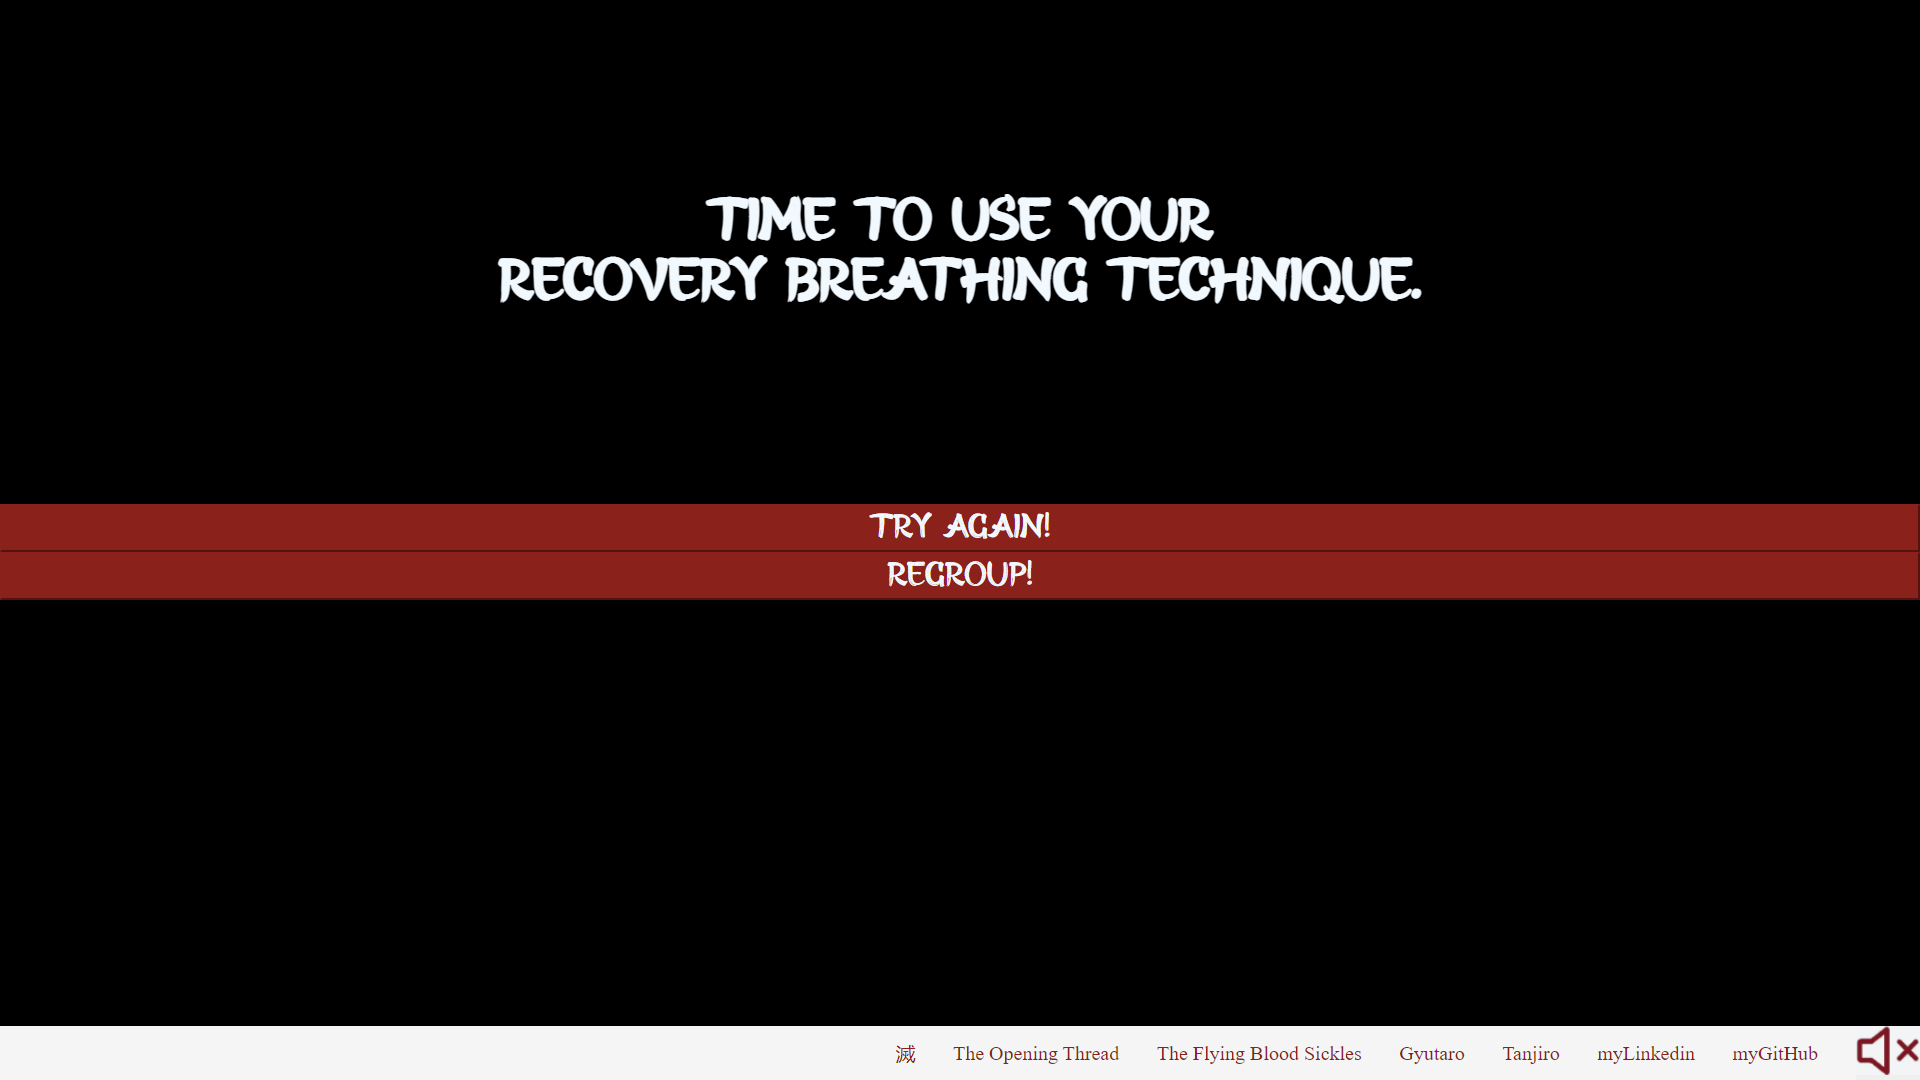 TIME TO USE YOUR
RECOVERY BREATHING TECHNIQUE.
TRY AGAIN!
REGROUP!
滅 The Opening Thread The Flying Blood Sickles Gyutaro Tanjiro myLinkedin myGitHub